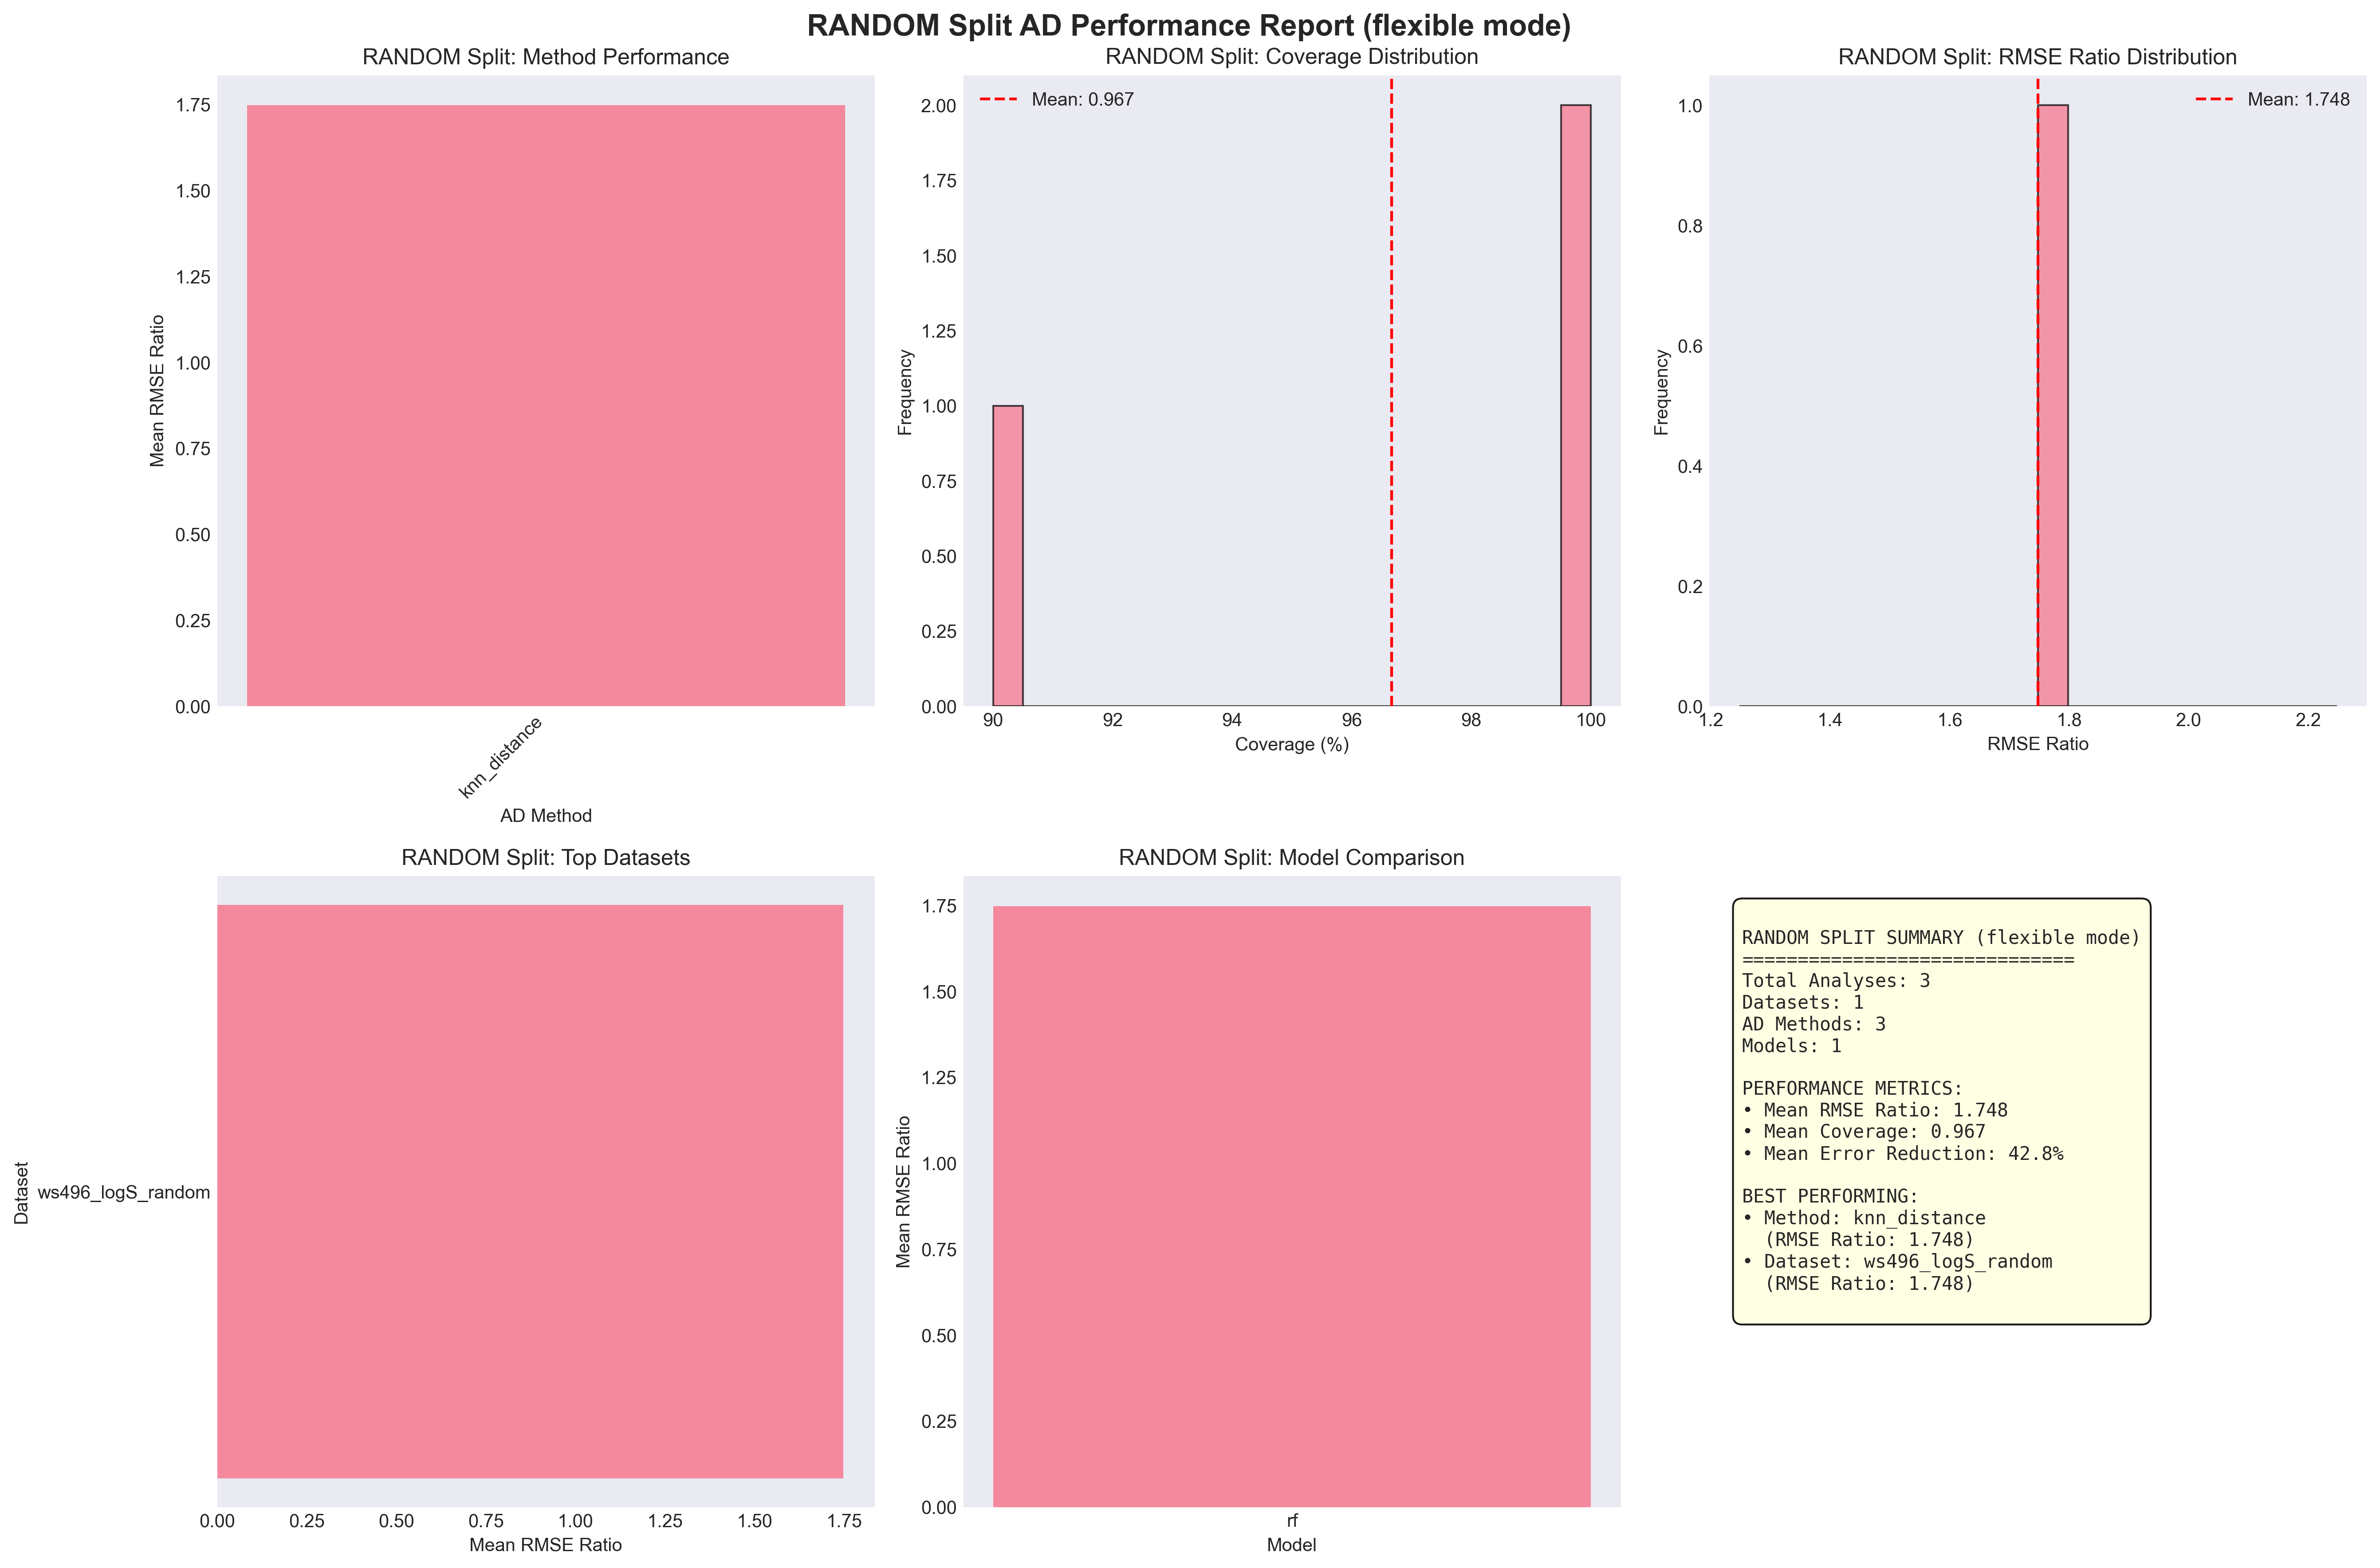 RANDOM Split AD Performance Report (flexible mode)
RANDOM Split: Method Performance
Mean RMSE Ratio
1.75
1.50
1.25
1.00
0.75
0.50
0.25
0.00
knn_distance
AD Method
RANDOM Split: Coverage Distribution
Mean: 0.967
Frequency
2.00
1.75
1.50
1.25
1.00
0.75
0.50
0.25
0.00
90 92 94 96 98 100
Coverage (%)
RANDOM Split: RMSE Ratio Distribution
Mean: 1.748
Frequency
1.0
0.8
0.6
0.4
0.2
0.0
1.2 1.4 1.6 1.8 2.0 2.2
RMSE Ratio
RANDOM Split: Top Datasets
Dataset
ws496_logS_random
0.00 0.25 0.50 0.75 1.00 1.25 1.50 1.75
Mean RMSE Ratio
RANDOM Split: Model Comparison
Mean RMSE Ratio
1.75
1.50
1.25
1.00
0.75
0.50
0.25
0.00
rf
Model
RANDOM SPLIT SUMMARY (flexible mode)
==============================
Total Analyses: 3
Datasets: 1
AD Methods: 3
Models: 1
PERFORMANCE METRICS:
• Mean RMSE Ratio: 1.748
• Mean Coverage: 0.967
• Mean Error Reduction: 42.8%
BEST PERFORMING:
• Method: knn_distance
(RMSE Ratio: 1.748)
• Dataset: ws496_logS_random
(RMSE Ratio: 1.748)